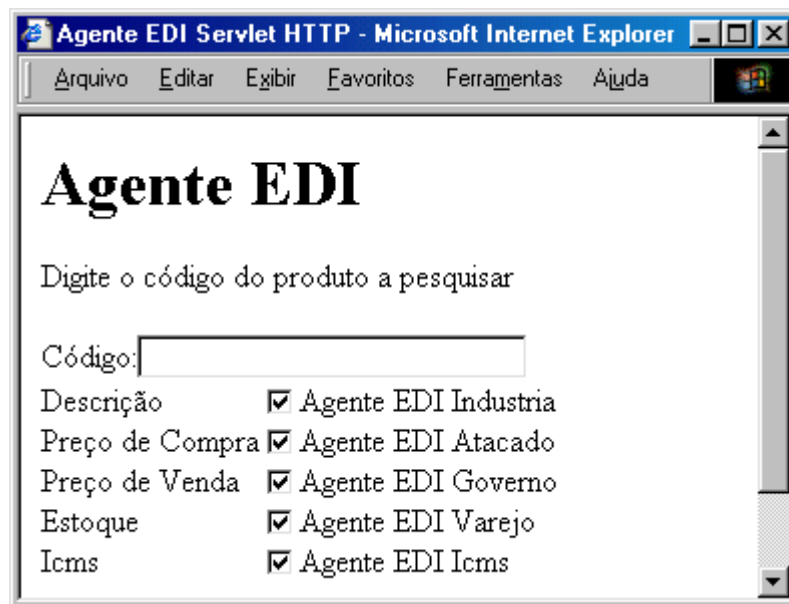 Agente EDI Servlet HTTP - Microsoft Internet Explorer
Arquivo Editar Exibir Favoritos Ferramentas Ajuda
Agente EDI
Digite o código do produto a pesquisar
Código:
Descrição Agente EDI Industria
Preço de Compra Agente EDI Atacado
Preço de Venda Agente EDI Governo
Estoque Agente EDI Varejo
Icms Agente EDI Icms